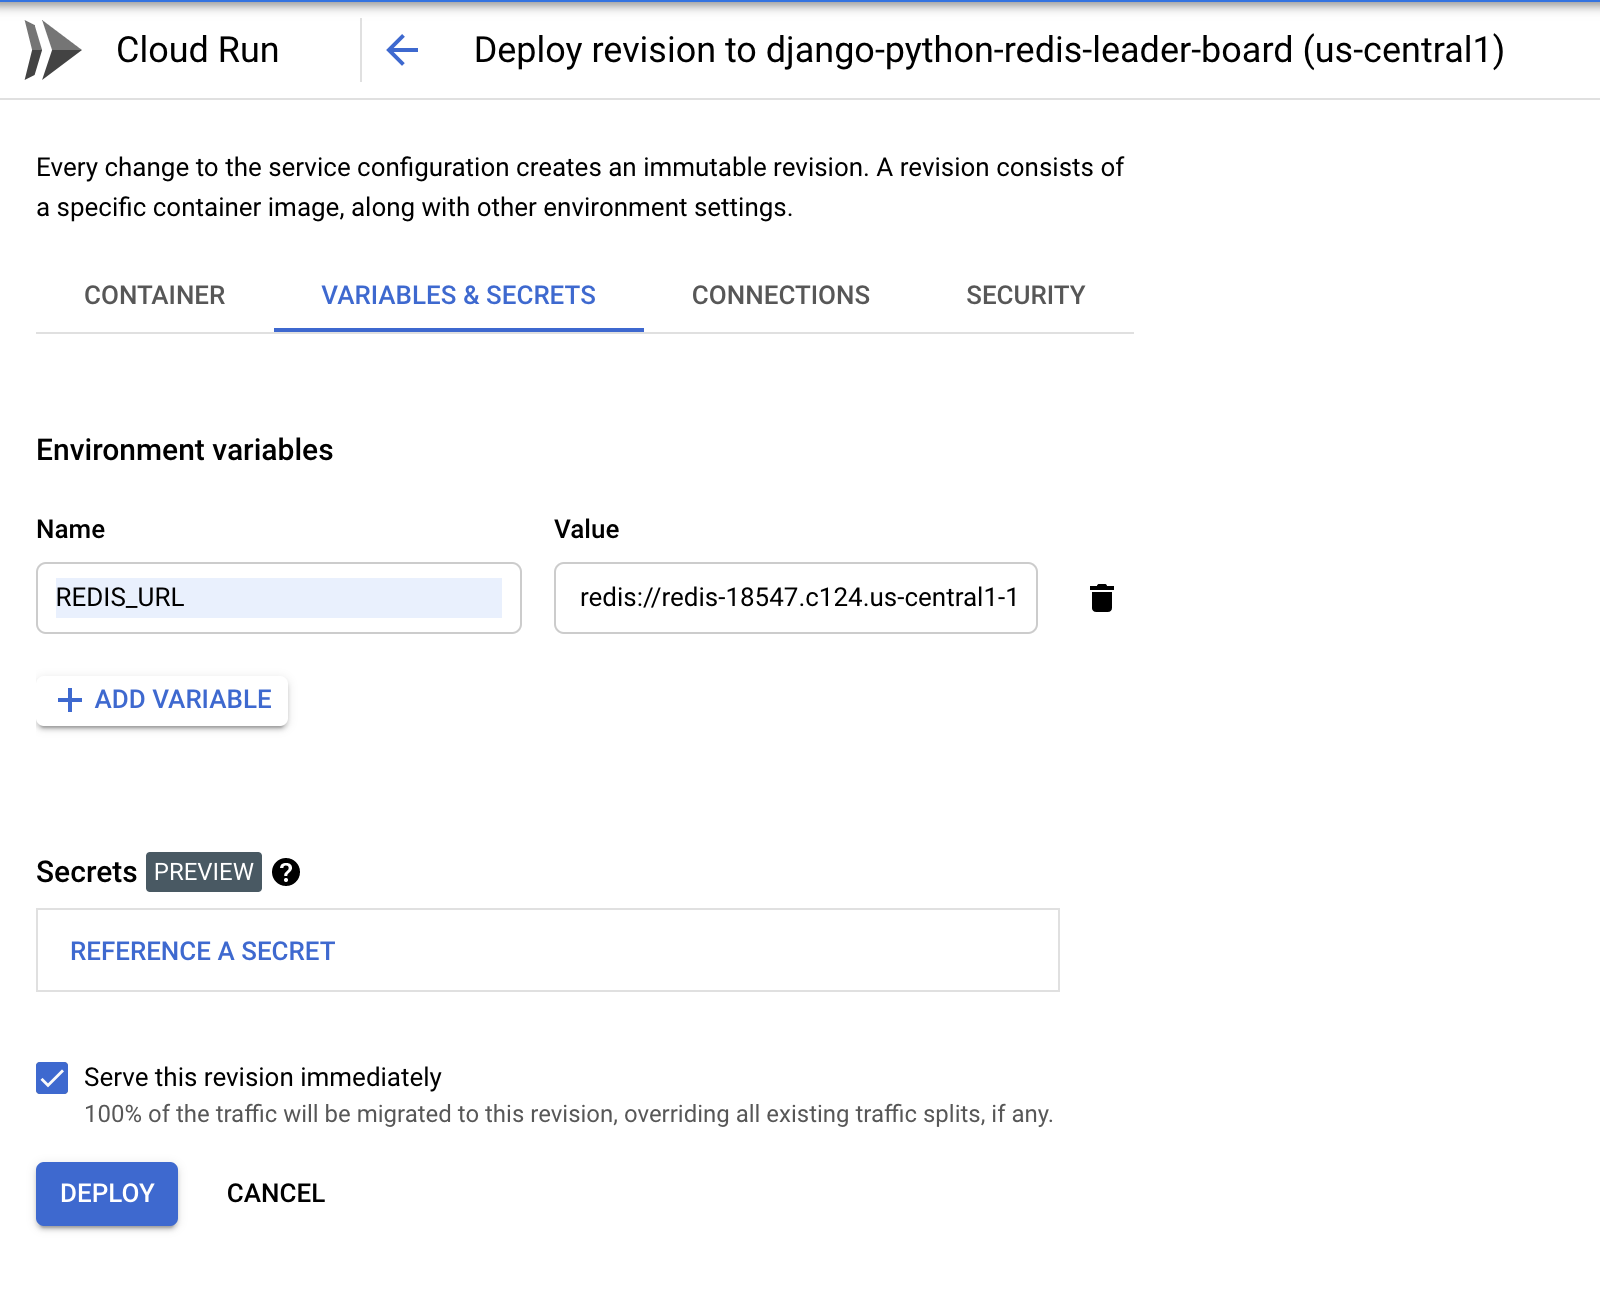 Cloud Run
Deploy revision to django-python-redis-leader-board (us-central1)
Every change to the service configuration creates an immutable revision. A revision consists of
a specific container image, along with other environment settings.
CONTAINER VARIABLES & SECRETS CONNECTIONS SECURITY
Environment variables
Name Value
REDIS_URL redis://redis-18547.c124.us-central1-1
+ ADD VARIABLE
Secrets PREVIEW ?
REFERENCE A SECRET
Serve this revision immediately
100% of the traffic will be migrated to this revision, overriding all existing traffic splits, if any.
DEPLOY CANCEL